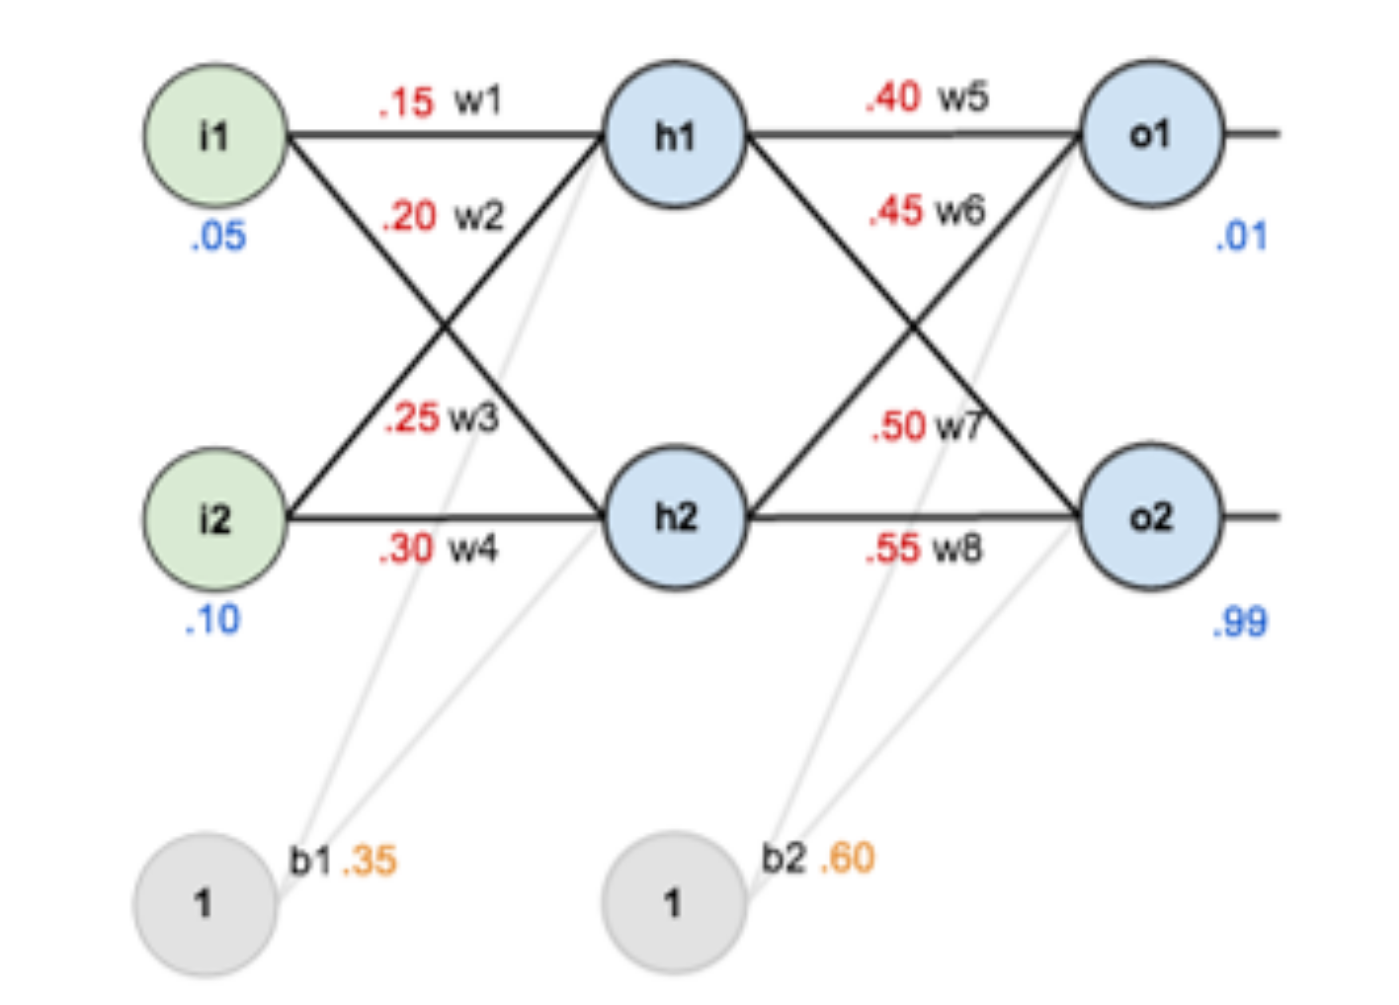 .15 w1
.40 w5
i1
h1
o1
.20 w2
.45 w6
.05
.01
.25 w3
.50 w7
i2
h2
o2
.30 w4
.55 w8
.10
.99
b1 .35
b2 .60
1
1